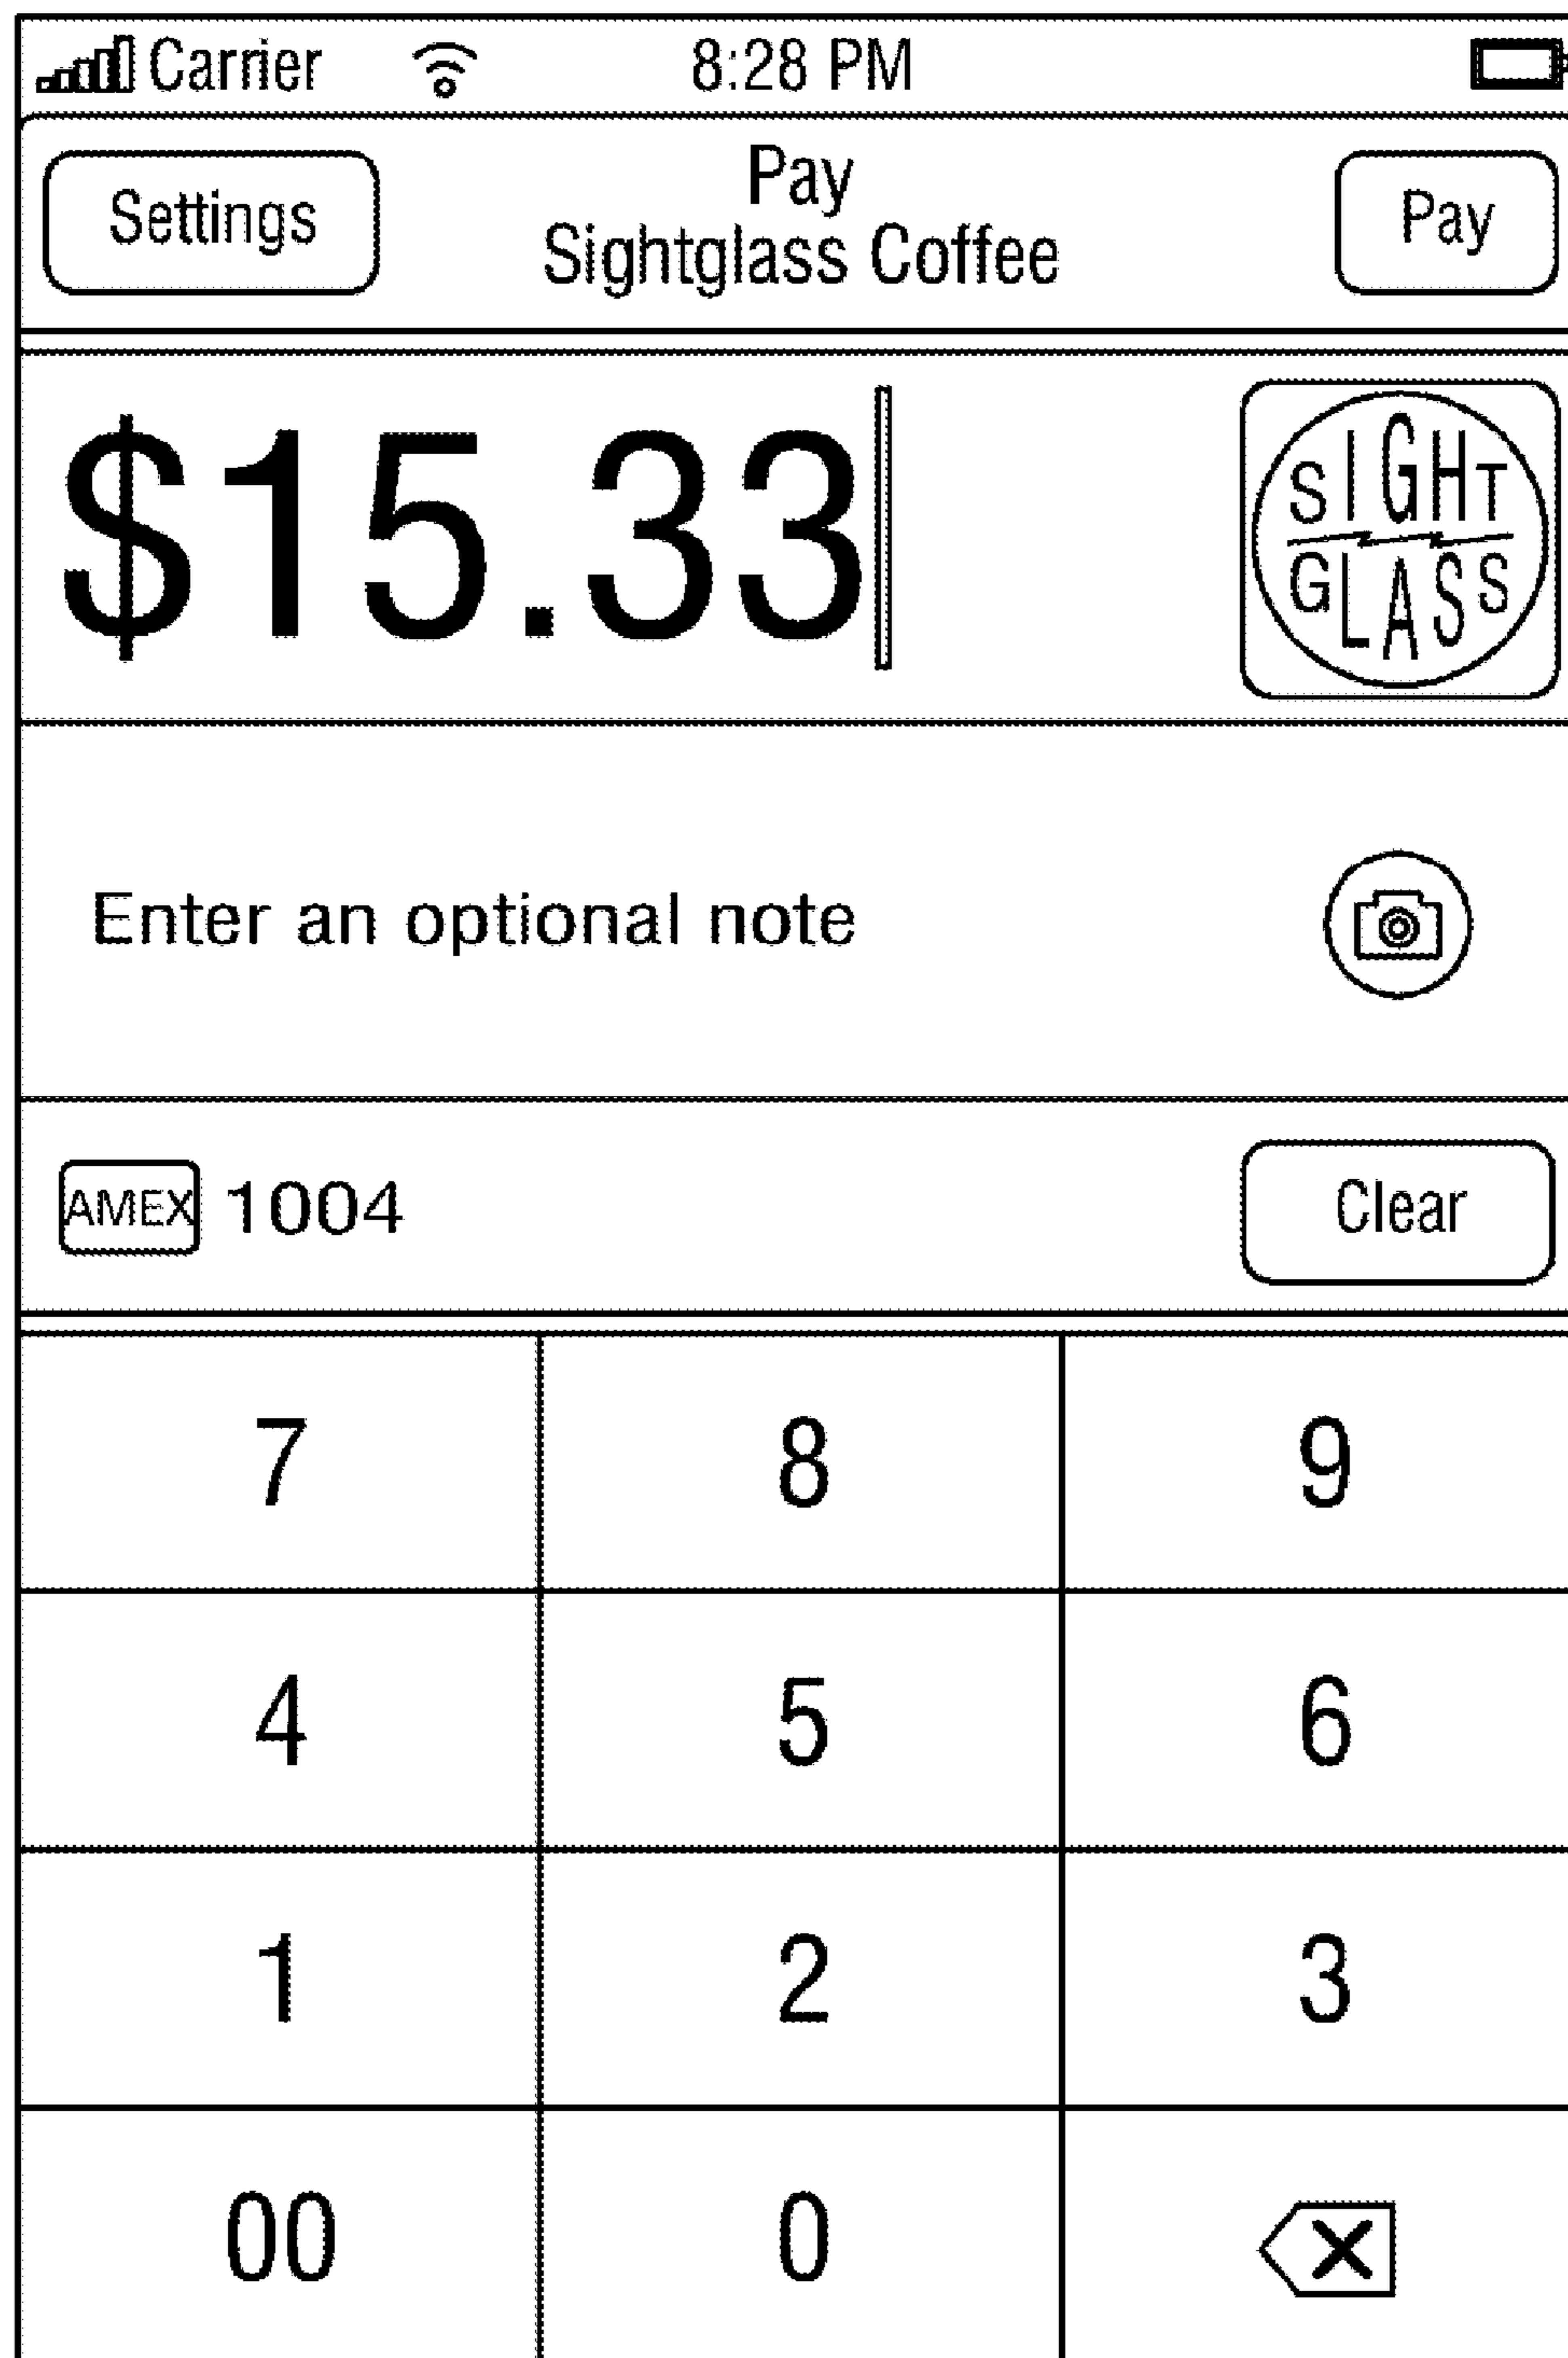 Carrier 8:28 PM
Settings
Pay
Sightglass Coffee
Pay
$15.33
SIGHT
GLASS
Enter an optional note
AMEX 1004
Clear
7 8 9
4 5 6
1 2 3
00 0